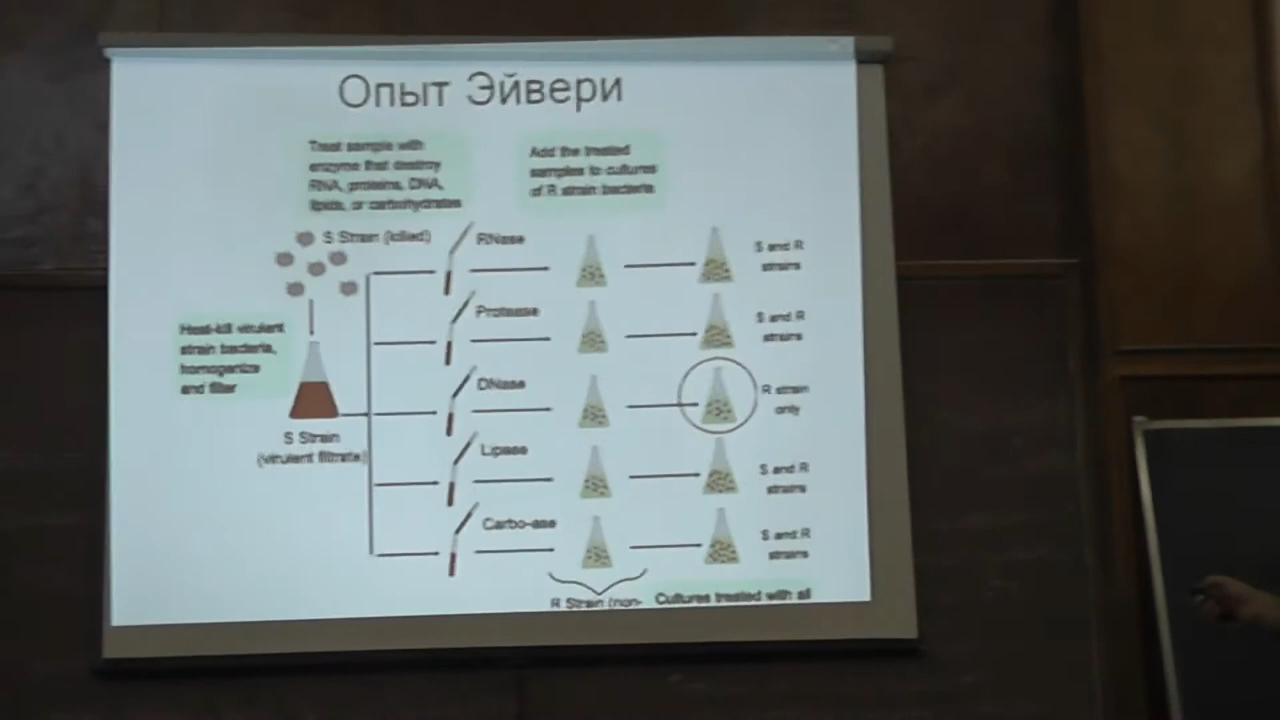 Опыт Эйвери
Treat sample with
enzyme that destroy
RNA, proteins, DNA,
lipids, or carbohydrates
Add the treated
samples to cultures
of R strain bacteria
S Strain (killed)
RNase
S and R
strains
Heat-kill virulent
strain bacteria,
homogenize
and filter
Protease
S and R
strains
DNase
R strain
only
S Strain
(virulent filtrate)
Lipase
S and R
strains
Carbo-ase
S and R
strains
R Strain (non-
Cultures treated with all